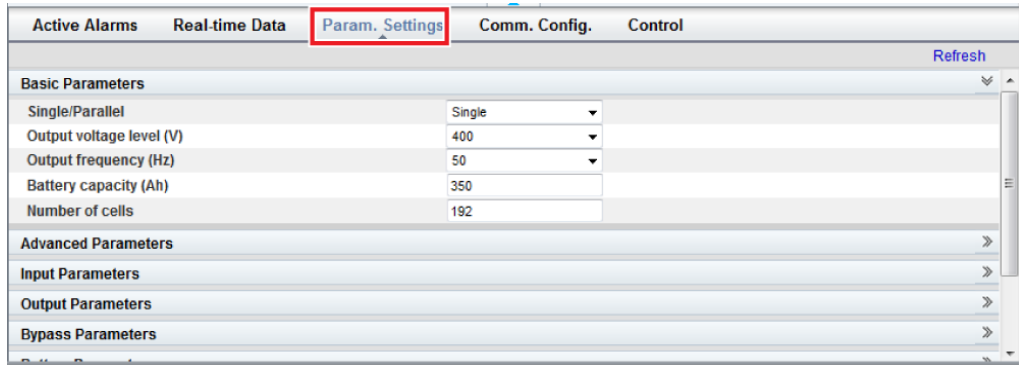 Active Alarms Real-time Data Param. Settings Comm. Config. Control
Refresh
Basic Parameters
Single/Parallel Single
Output voltage level (V) 400
Output frequency (Hz) 50
Battery capacity (Ah) 350
Number of cells 192
Advanced Parameters
Input Parameters
Output Parameters
Bypass Parameters